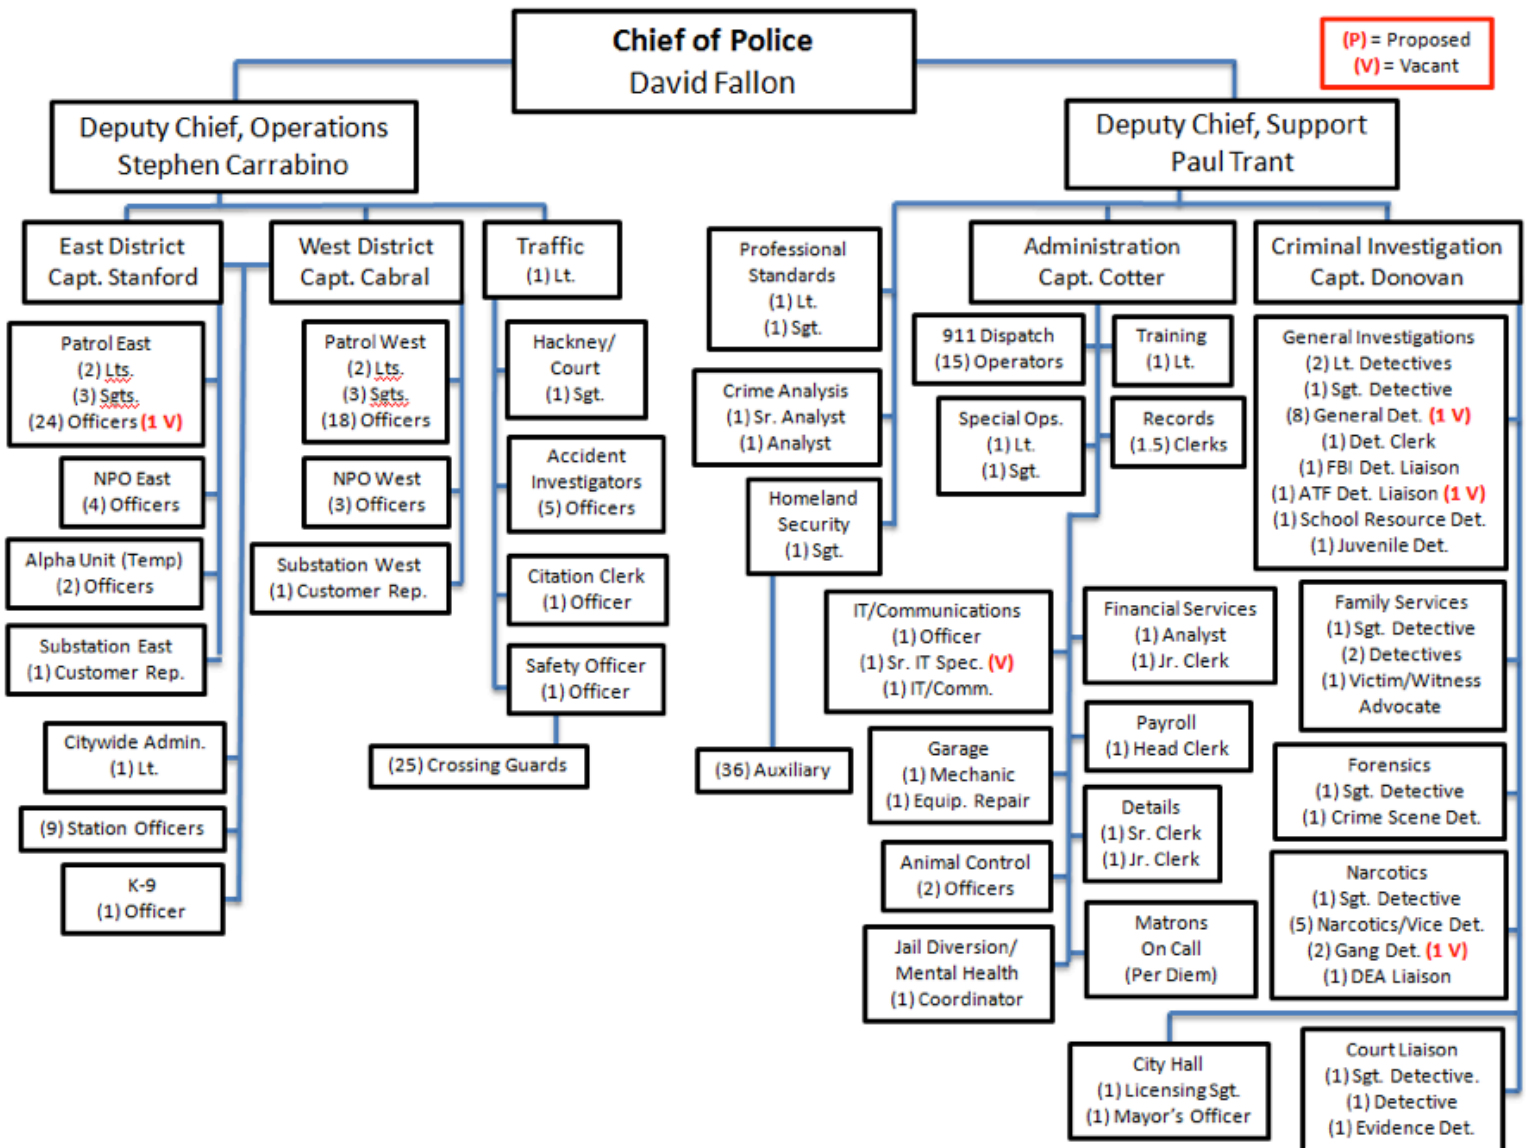 Chief of Police
David Fallon
(P) = Proposed
(V) = Vacant
Deputy Chief, Operations
Stephen Carrabino
Deputy Chief, Support
Paul Trant
East District
Capt. Stanford
West District
Capt. Cabral
Traffic
(1) Lt.
Patrol East
(2) Lts.
(3) Sgts.
(24) Officers (1 V)
NPO East
(4) Officers
Alpha Unit (Temp)
(2) Officers
Substation East
(1) Customer Rep.
Citywide Admin.
(1) Lt.
(9) Station Officers
K-9
(1) Officer
Patrol West
(2) Lts.
(3) Sgts.
(18) Officers
NPO West
(3) Officers
Substation West
(1) Customer Rep.
Hackney/
Court
(1) Sgt.
Accident
Investigators
(5) Officers
Citation Clerk
(1) Officer
Safety Officer
(1) Officer
(25) Crossing Guards
Professional
Standards
(1) Lt.
(1) Sgt.
Crime Analysis
(1) Sr. Analyst
(1) Analyst
Homeland
Security
(1) Sgt.
(36) Auxiliary
Administration
Capt. Cotter
911 Dispatch
(15) Operators
Training
(1) Lt.
Special Ops.
(1) Lt.
(1) Sgt.
Records
(1.5) Clerks
IT/Communications
(1) Officer
(1) Sr. IT Spec. (V)
(1) IT/Comm.
Financial Services
(1) Analyst
(1) Jr. Clerk
Garage
(1) Mechanic
(1) Equip. Repair
Payroll
(1) Head Clerk
Animal Control
(2) Officers
Details
(1) Sr. Clerk
(1) Jr. Clerk
Jail Diversion/
Mental Health
(1) Coordinator
Matrons
On Call
(Per Diem)
Criminal Investigation
Capt. Donovan
General Investigations
(2) Lt. Detectives
(1) Sgt. Detective
(8) General Det. (1 V)
(1) Det. Clerk
(1) FBI Det. Liaison
(1) ATF Det. Liaison (1 V)
(1) School Resource Det.
(1) Juvenile Det.
Family Services
(1) Sgt. Detective
(2) Detectives
(1) Victim/Witness
Advocate
Forensics
(1) Sgt. Detective
(1) Crime Scene Det.
Narcotics
(1) Sgt. Detective
(5) Narcotics/Vice Det.
(2) Gang Det. (1 V)
(1) DEA Liaison
City Hall
(1) Licensing Sgt.
(1) Mayor's Officer
Court Liaison
(1) Sgt. Detective.
(1) Detective
(1) Evidence Det.